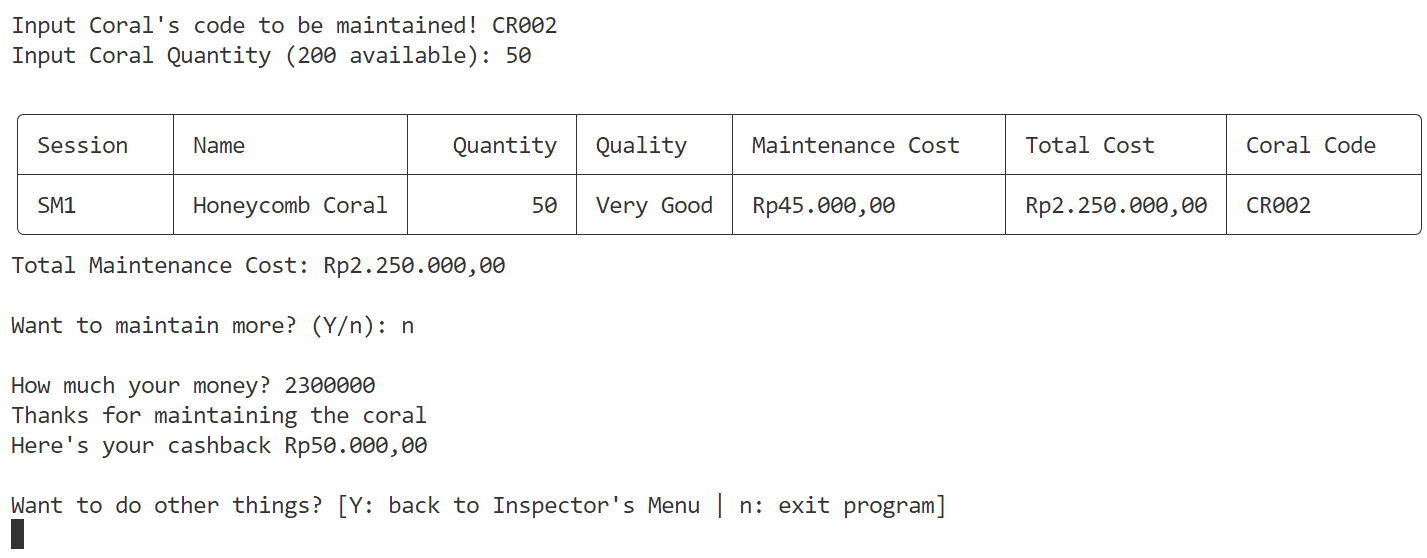 Input Coral's code to be maintained! CR002
Input Coral Quantity (200 available): 50
Session Name Quantity Quality Maintenance Cost Total Cost Coral Code
SM1 Honeycomb Coral 50 Very Good Rp45.000,00 Rp2.250.000,00 CR002
Total Maintenance Cost: Rp2.250.000,00
Want to maintain more? (Y/n): n
How much your money? 2300000
Thanks for maintaining the coral
Here's your cashback Rp50.000,00
Want to do other things? [Y: back to Inspector's Menu | n: exit program]